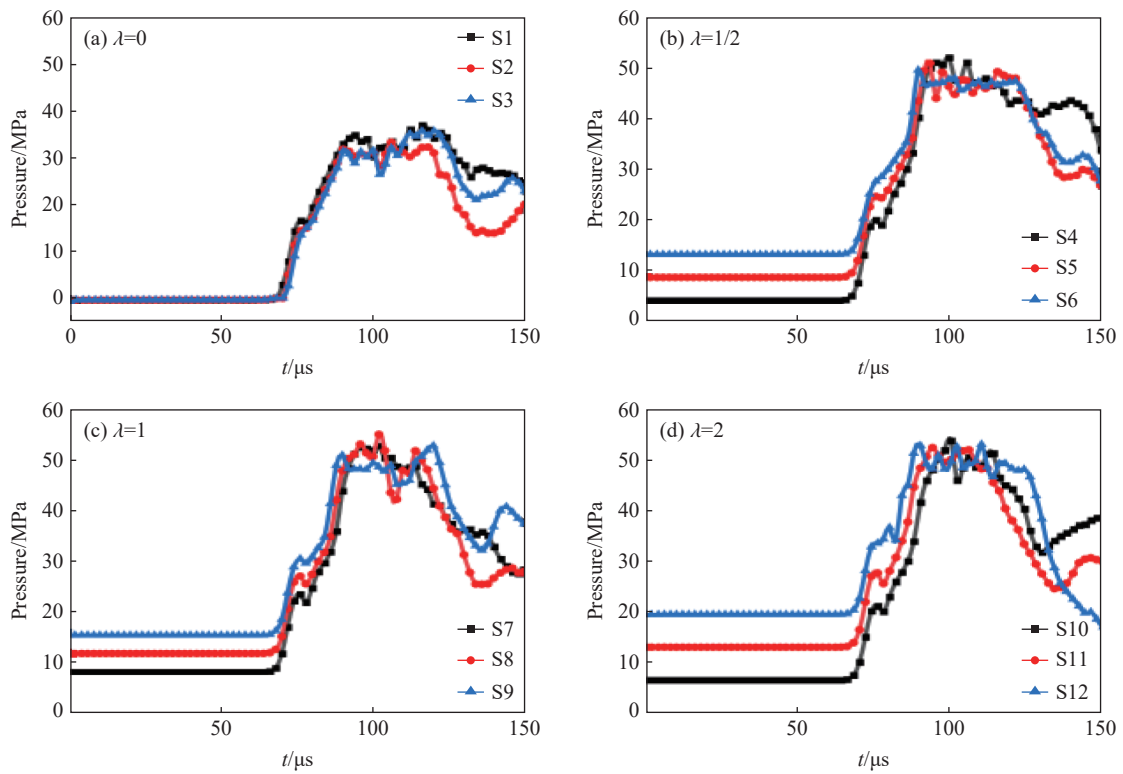 60
50
40
30
20
10
0
0
50
100
150
Pressure/MPa
t/μs
(a) λ=0
S1
S2
S3
60
50
40
30
20
10
0
50
100
150
Pressure/MPa
t/μs
(b) λ=1/2
S4
S5
S6
60
50
40
30
20
10
0
50
100
150
Pressure/MPa
t/μs
(c) λ=1
S7
S8
S9
60
50
40
30
20
10
0
50
100
150
Pressure/MPa
t/μs
(d) λ=2
S10
S11
S12